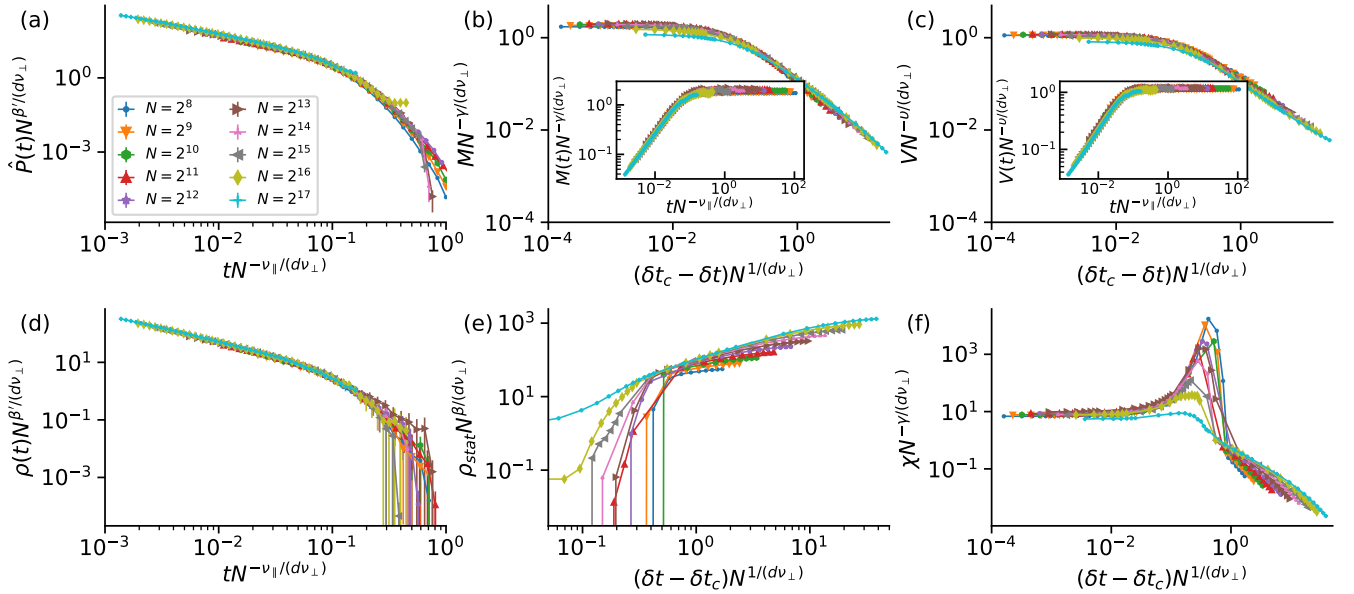 (a)
P̂(t)N^{β′/(dν⊥)}
10^0
10^{-3}
N = 2^8
N = 2^9
N = 2^{10}
N = 2^{11}
N = 2^{12}
N = 2^{13}
N = 2^{14}
N = 2^{15}
N = 2^{16}
N = 2^{17}
10^{-3} 10^{-2} 10^{-1} 10^0
tN^{-ν∥/(dν⊥)}
(b)
MN^{-γ/(dν⊥)}
10^0
10^{-2}
10^{-4}
M(t)N^{-γ/(dν⊥)}
10^0
10^{-1}
10^{-2} 10^0 10^2
tN^{-ν∥/(dν⊥)}
10^{-4} 10^{-2} 10^0
(δt_c − δt)N^{1/(dν⊥)}
(c)
VN^{-υ/(dν⊥)}
10^0
10^{-2}
10^{-4}
V(t)N^{-υ/(dν⊥)}
10^0
10^{-1}
10^{-2} 10^0 10^2
tN^{-ν∥/(dν⊥)}
10^{-4} 10^{-2} 10^0
(δt_c − δt)N^{1/(dν⊥)}
(d)
ρ(t)N^{β′/(dν⊥)}
10^1
10^{-1}
10^{-3}
10^{-3} 10^{-2} 10^{-1} 10^0
tN^{-ν∥/(dν⊥)}
(e)
ρ_{stat}N^{β/(dν⊥)}
10^3
10^1
10^{-1}
10^{-1} 10^0 10^1
(δt − δt_c)N^{1/(dν⊥)}
(f)
χN^{-γ/(dν⊥)}
10^3
10^1
10^{-1}
10^{-4} 10^{-2} 10^0
(δt − δt_c)N^{1/(dν⊥)}